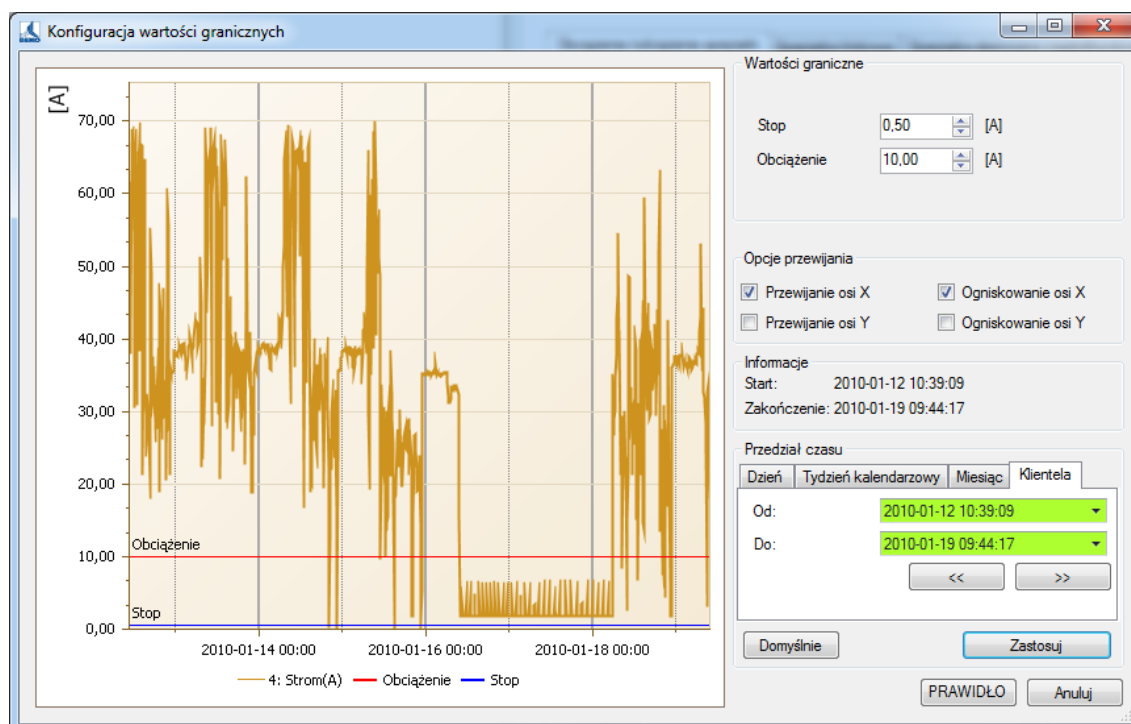 Konfiguracja wartości granicznych
[A]
70,00
60,00
50,00
40,00
30,00
20,00
10,00
0,00
Obciążenie
Stop
2010-01-14 00:00 2010-01-16 00:00 2010-01-18 00:00
4: Strom(A) Obciążenie Stop
Wartości graniczne
Stop 0,50 [A]
Obciążenie 10,00 [A]
Opcje przewijania
Przewijanie osi X Ogniskowanie osi X
Przewijanie osi Y Ogniskowanie osi Y
Informacje
Start: 2010-01-12 10:39:09
Zakończenie: 2010-01-19 09:44:17
Przedział czasu
Dzień Tydzień kalendarzowy Miesiąc Klientela
Od: 2010-01-12 10:39:09
Do: 2010-01-19 09:44:17
<< >>
Domyślnie Zastosuj
PRAWIDŁO Anuluj